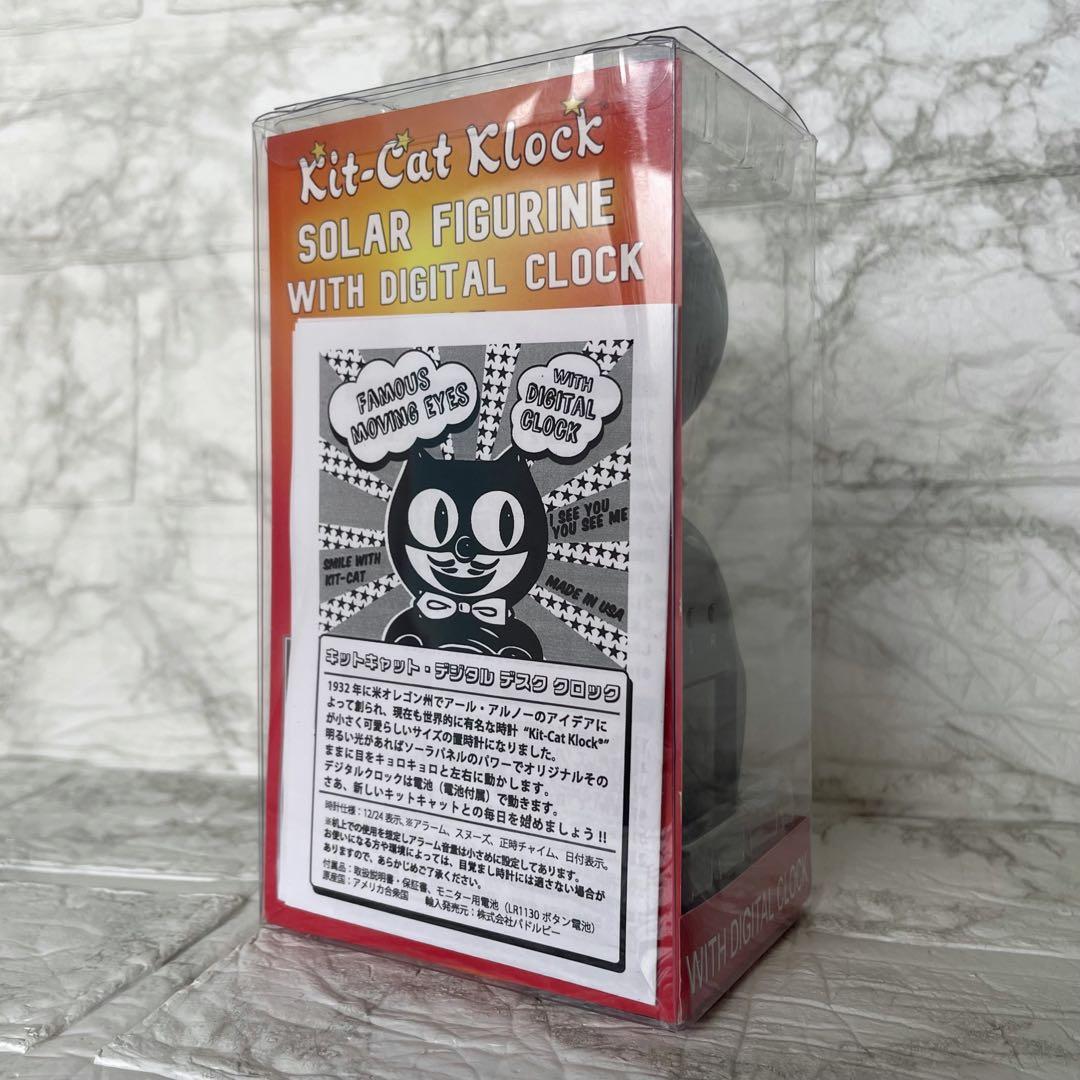 Kit-Cat Klock
SOLAR FIGURINE
WITH DIGITAL CLOCK
FAMOUS
MOVING EYES
WITH
DIGITAL
CLOCK
I SEE YOU
YOU SEE ME
SMILE WITH
KIT-CAT
MADE IN USA
キットキャット・デジタル デスク クロック
1932年に米オレゴン州でアール・アルノーのアイデアに
よって創られ、現在も世界的に有名な時計 “Kit-Cat Klock®”
が小さく可愛らしいサイズの置時計になりました。
明るい光があればソーラパネルのパワーでオリジナルその
ままに目をキョロキョロと左右に動かします。
デジタルクロックは電池（電池付属）で動きます。
さあ、新しいキットキャットとの毎日を始めましょう!!
時計仕様：12/24表示、※アラーム、スヌーズ、正時チャイム、日付表示、
※机上での使用を想定しアラーム音量は小さめに設定してあります。
お使いになる方や環境によっては、目覚まし時計には適さない場合が
ありますので、あらかじめご了承ください。
付属品：取扱説明書・保証書、モニター用電池（LR1130ボタン電池）
原産国：アメリカ合衆国 輸入発売元：株式会社パドルビー
WITH DIGITAL CLOCK